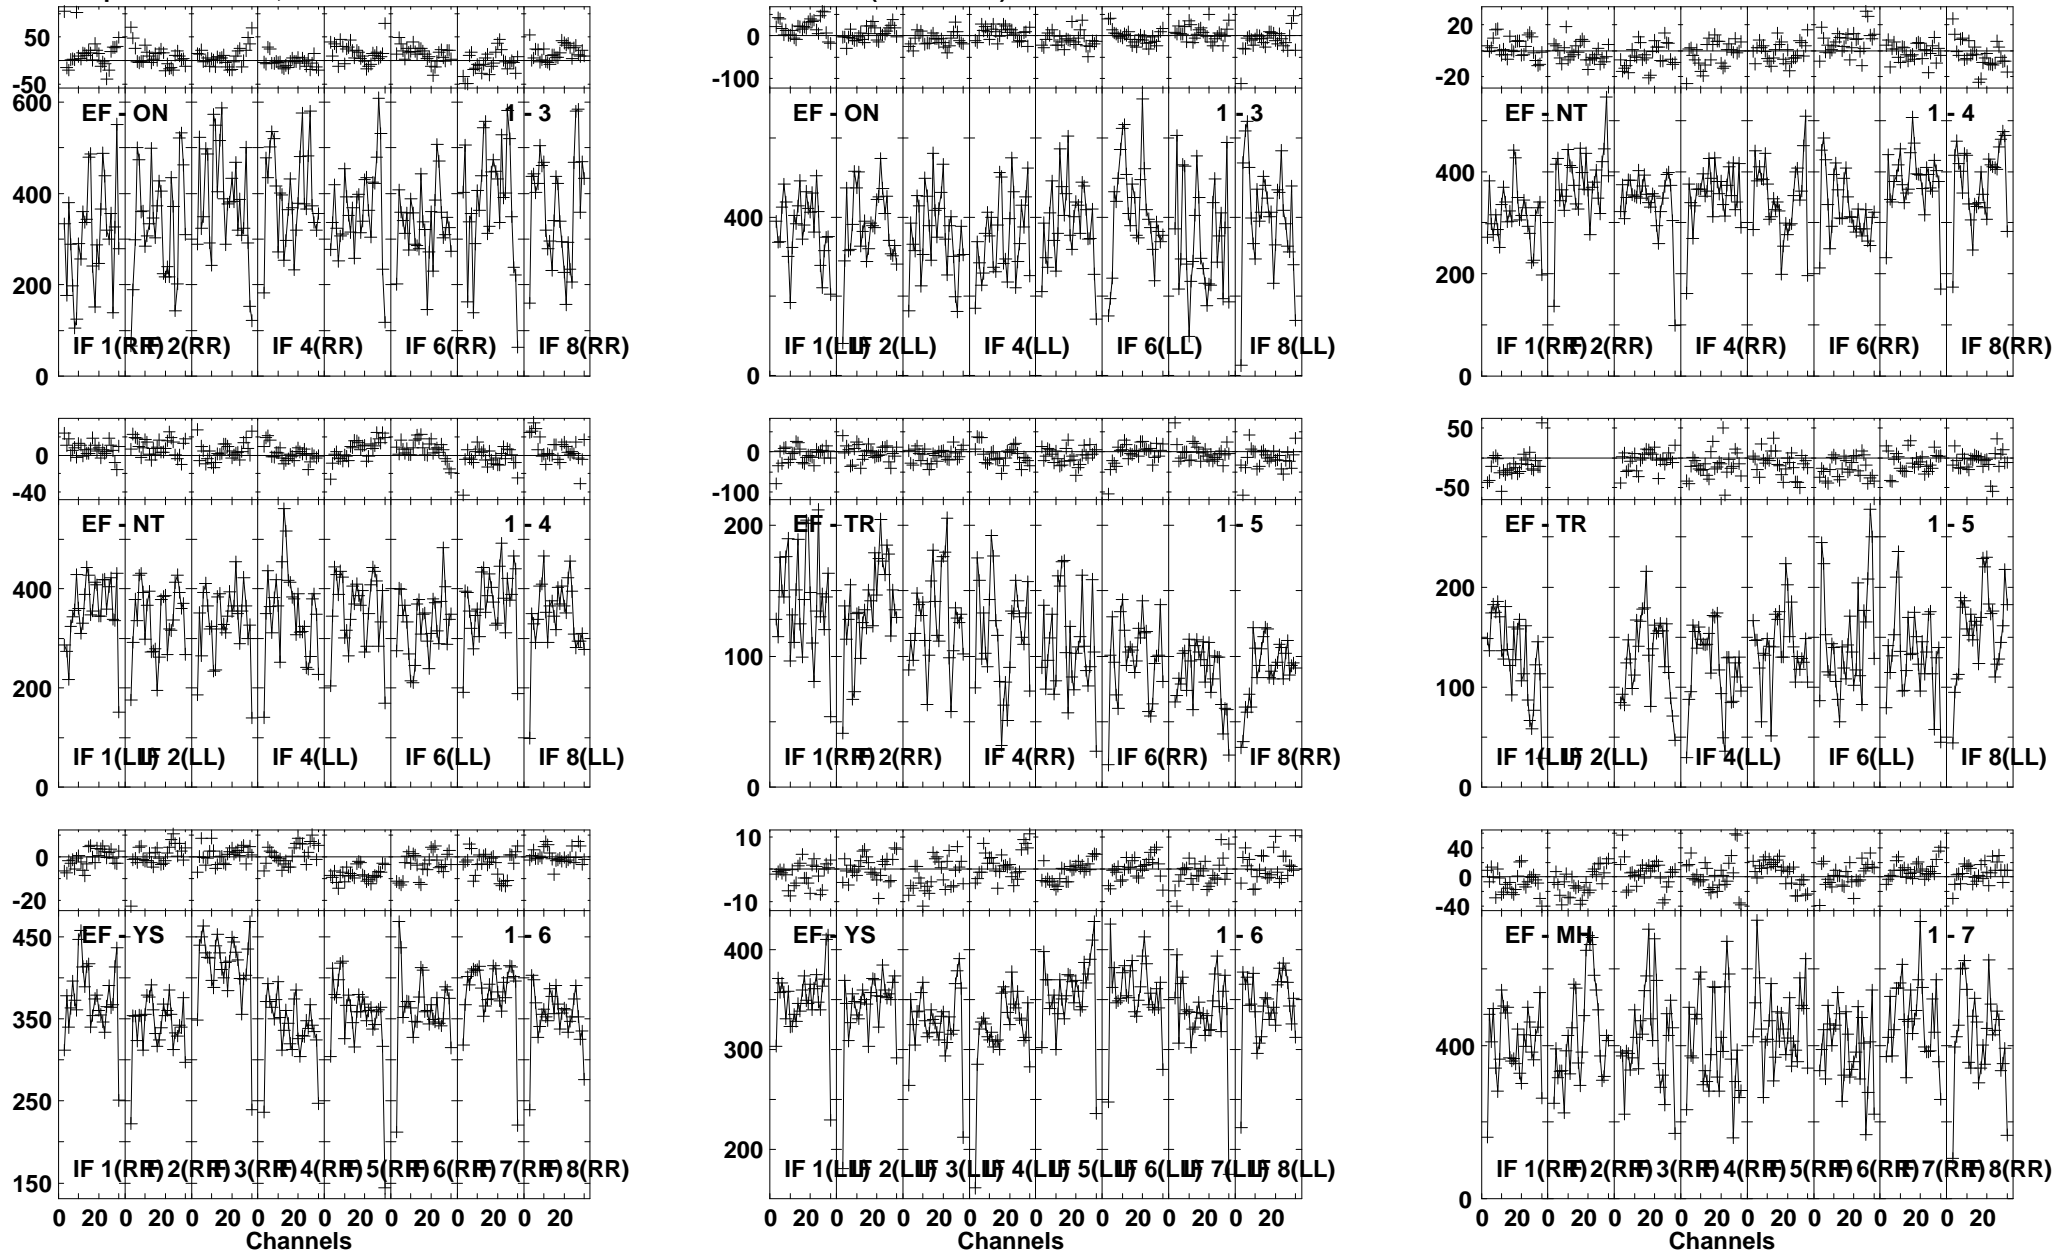 50
0
-50
600
400
200
0
EF - ON
1 - 3
IF 1(RR)
IF 2(RR)
IF 4(RR)
IF 6(RR)
IF 8(RR)
0
-100
400
0
EF - ON
1 - 3
IF 1(LL)
IF 2(LL)
IF 4(LL)
IF 6(LL)
IF 8(LL)
20
-20
400
200
0
EF - NT
1 - 4
IF 1(RR)
IF 2(RR)
IF 4(RR)
IF 6(RR)
IF 8(RR)
0
-40
400
200
0
EF - NT
1 - 4
IF 1(LL)
IF 2(LL)
IF 4(LL)
IF 6(LL)
IF 8(LL)
0
-100
200
100
0
EF - TR
1 - 5
IF 1(RR)
IF 2(RR)
IF 4(RR)
IF 6(RR)
IF 8(RR)
50
-50
200
100
0
EF - TR
1 - 5
IF 1(LL)
IF 2(LL)
IF 4(LL)
IF 6(LL)
IF 8(LL)
0
-20
450
350
250
150
EF - YS
1 - 6
IF 1(RR)
IF 2(RR)
IF 3(RR)
IF 4(RR)
IF 5(RR)
IF 6(RR)
IF 7(RR)
IF 8(RR)
0 20 0 20 0 20 0 20 0 20 0 20 0 20 0 20
Channels
10
0
-10
400
300
200
EF - YS
1 - 6
IF 1(LL)
IF 2(LL)
IF 3(LL)
IF 4(LL)
IF 5(LL)
IF 6(LL)
IF 7(LL)
IF 8(LL)
0 20 0 20 0 20 0 20 0 20 0 20 0 20 0 20
Channels
40
0
-40
400
0
EF - MH
1 - 7
IF 1(RR)
IF 2(RR)
IF 3(RR)
IF 4(RR)
IF 5(RR)
IF 6(RR)
IF 7(RR)
IF 8(RR)
0 20 0 20 0 20 0 20 0 20 0 20 0 20 0 20
Channels